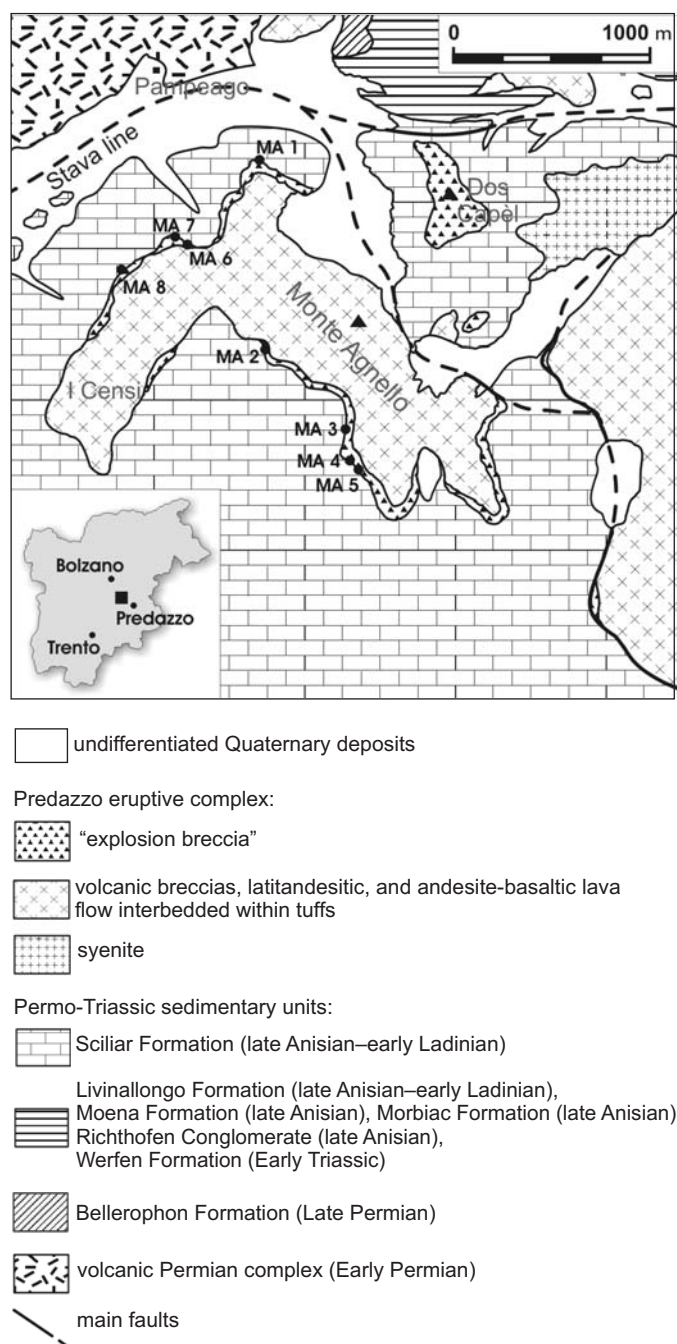 0 1000 m
Pampeago
Stava line
MA 1
Dos
Capèl
MA 7
MA 6
MA 8
Monte Agnello
MA 2
I Censi
MA 3
MA 4
MA 5
Bolzano
Predazzo
Trento
undifferentiated Quaternary deposits
Predazzo eruptive complex:
“explosion breccia”
volcanic breccias, latitandesitic, and andesite-basaltic lava
flow interbedded within tuffs
syenite
Permo-Triassic sedimentary units:
Sciliar Formation (late Anisian–early Ladinian)
Livinallongo Formation (late Anisian–early Ladinian),
Moena Formation (late Anisian), Morbiac Formation (late Anisian)
Richthofen Conglomerate (late Anisian),
Werfen Formation (Early Triassic)
Bellerophon Formation (Late Permian)
volcanic Permian complex (Early Permian)
main faults